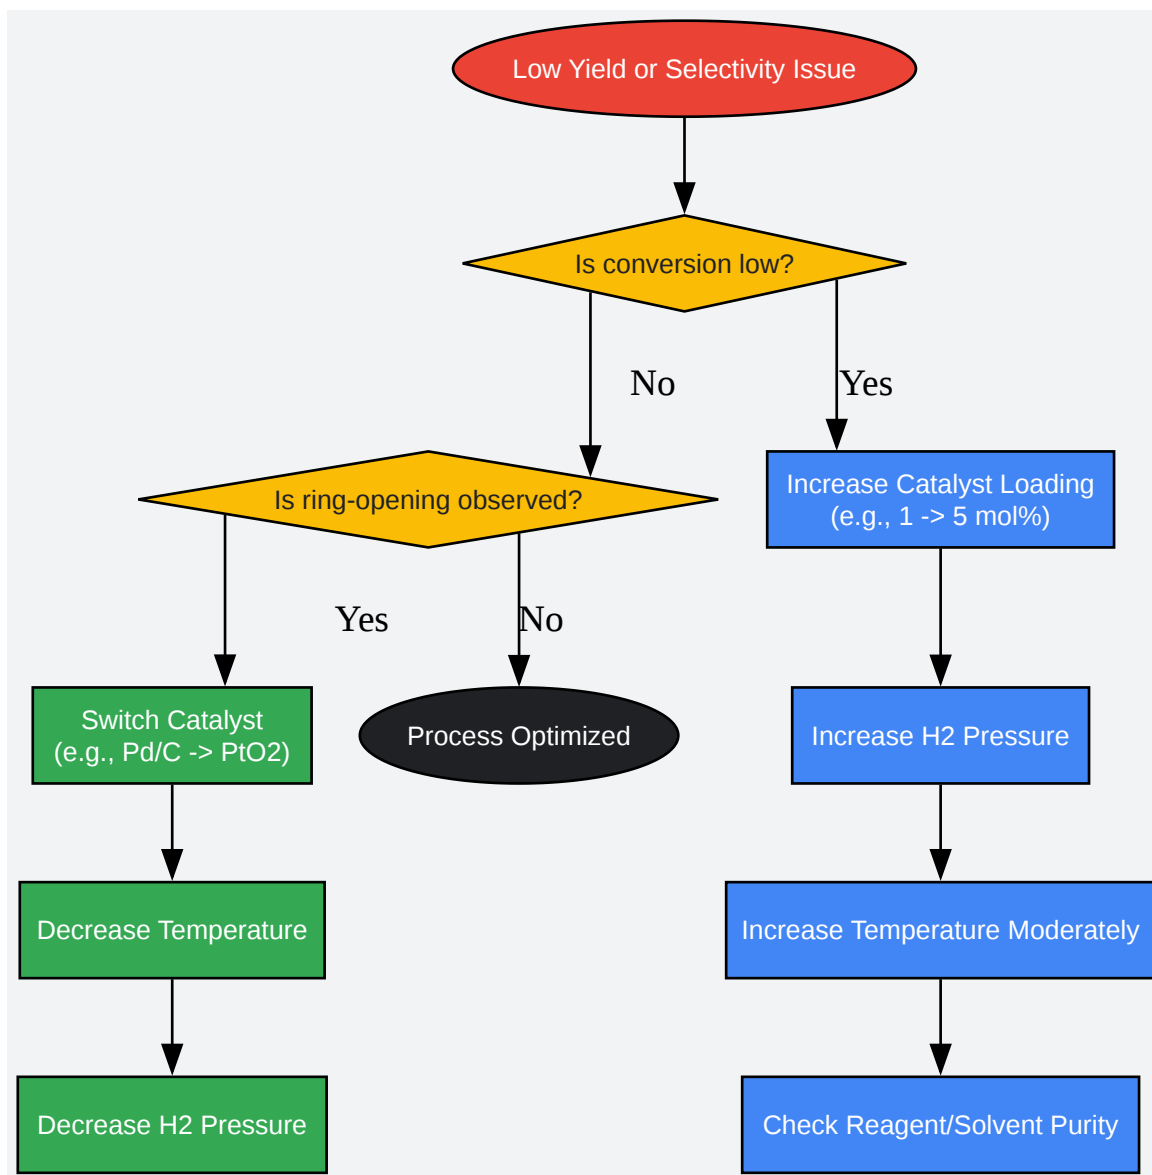 Low Yield or Selectivity Issue
Is conversion low?
No
Yes
Is ring-opening observed?
Increase Catalyst Loading
(e.g., 1 -> 5 mol%)
Yes
No
Switch Catalyst
(e.g., Pd/C -> PtO2)
Process Optimized
Increase H2 Pressure
Decrease Temperature
Increase Temperature Moderately
Decrease H2 Pressure
Check Reagent/Solvent Purity